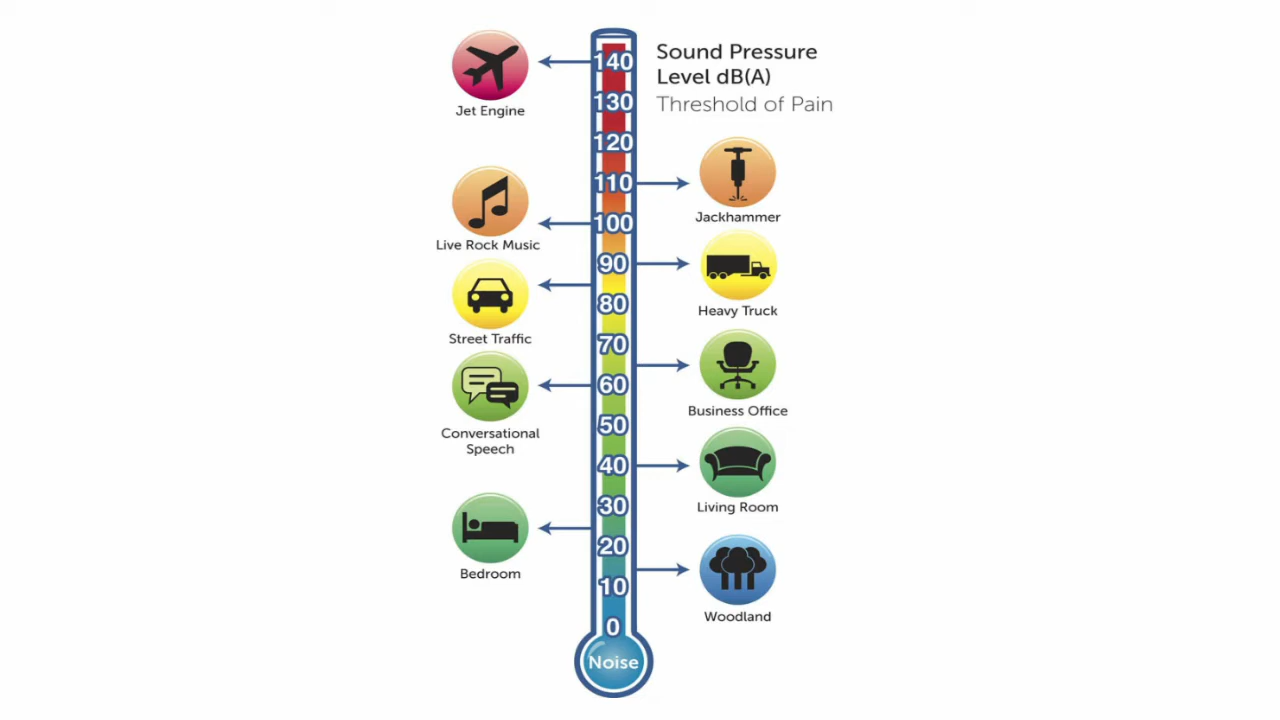 Sound Pressure
Level dB(A)
Threshold of Pain
Jet Engine
140
130
120
110
Jackhammer
100
Live Rock Music
90
Heavy Truck
80
Street Traffic
70
Business Office
60
Conversational
Speech
50
40
Living Room
30
20
Bedroom
10
Woodland
0
Noise